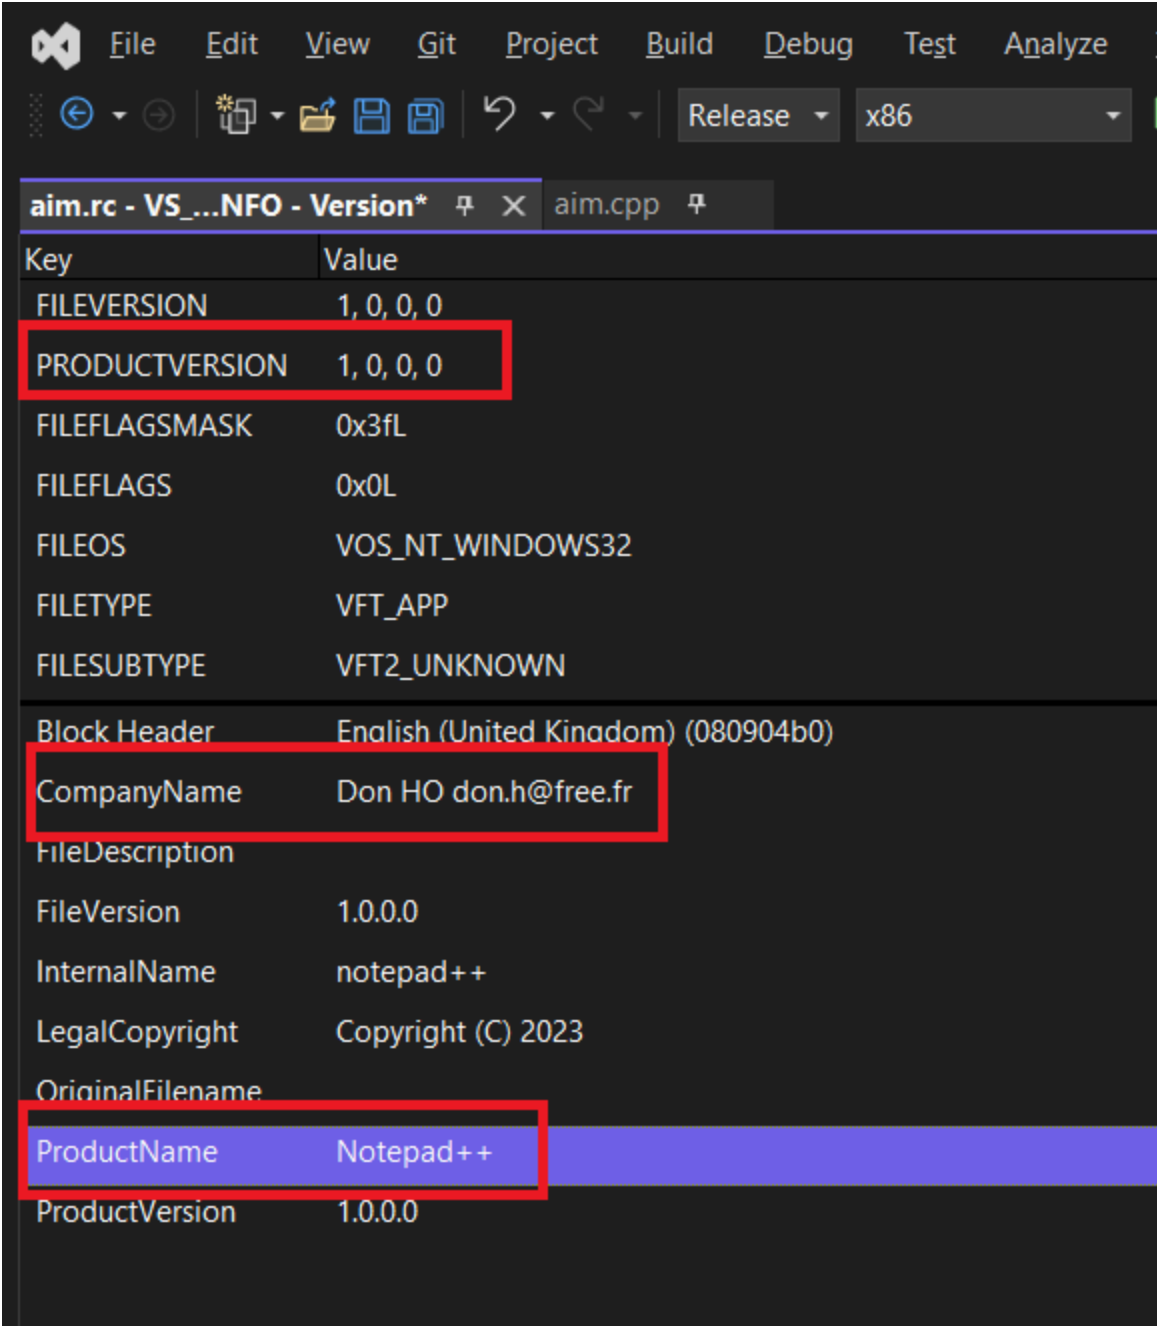 File Edit View Git Project Build Debug Test Analyze
Release x86
aim.rc - VS_...NFO - Version* aim.cpp
Key Value
FILEVERSION 1, 0, 0, 0
PRODUCTVERSION 1, 0, 0, 0
FILEFLAGSMASK 0x3fL
FILEFLAGS 0x0L
FILEOS VOS_NT_WINDOWS32
FILETYPE VFT_APP
FILESUBTYPE VFT2_UNKNOWN
Block Header English (United Kingdom) (080904b0)
CompanyName Don HO don.h@free.fr
FileDescription
FileVersion 1.0.0.0
InternalName notepad++
LegalCopyright Copyright (C) 2023
OriginalFilename
ProductName Notepad++
ProductVersion 1.0.0.0